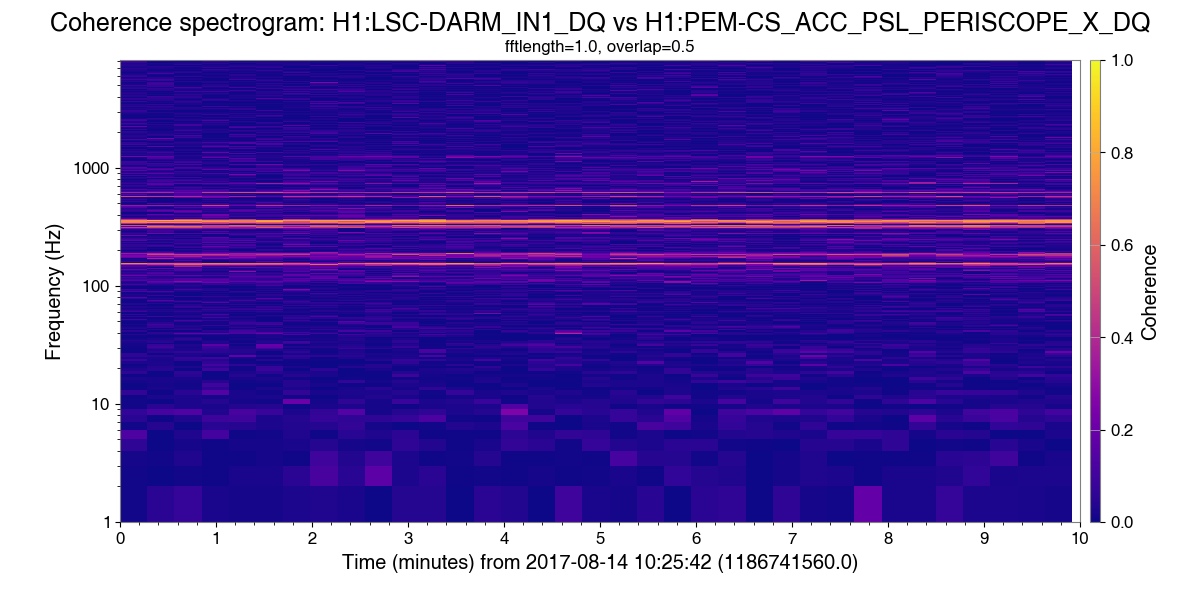 Coherence spectrogram: H1:LSC-DARM_IN1_DQ vs H1:PEM-CS_ACC_PSL_PERISCOPE_X_DQ
fftlength=1.0, overlap=0.5
1000
100
10
1
Frequency (Hz)
0 1 2 3 4 5 6 7 8 9 10
Time (minutes) from 2017-08-14 10:25:42 (1186741560.0)
1.0
0.8
0.6
0.4
0.2
0.0
Coherence